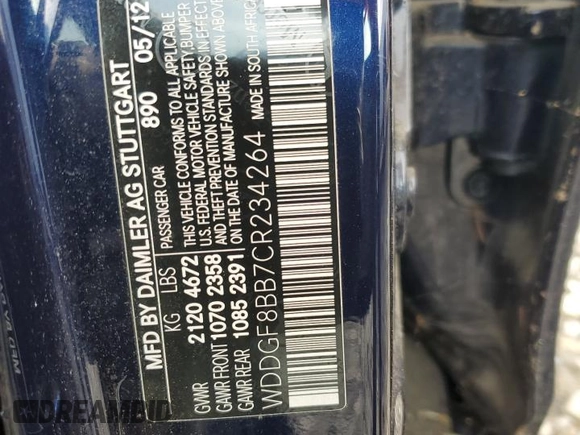 MFD BY DAIMLER AG STUTTGART
890 05/12
KG LBS PASSENGER CAR
GVWR 2120 4672 THIS VEHICLE CONFORMS TO ALL APPLICABLE
U.S. FEDERAL MOTOR VEHICLE SAFETY, BUMPER
GAWR FRONT 1070 2358 AND THEFT PREVENTION STANDARDS IN EFFECT
GAWR REAR 1085 2391 ON THE DATE OF MANUFACTURE SHOWN ABOVE
WDDGF8BB7CR234264 MADE IN SOUTH AFRICA
DREAMBID